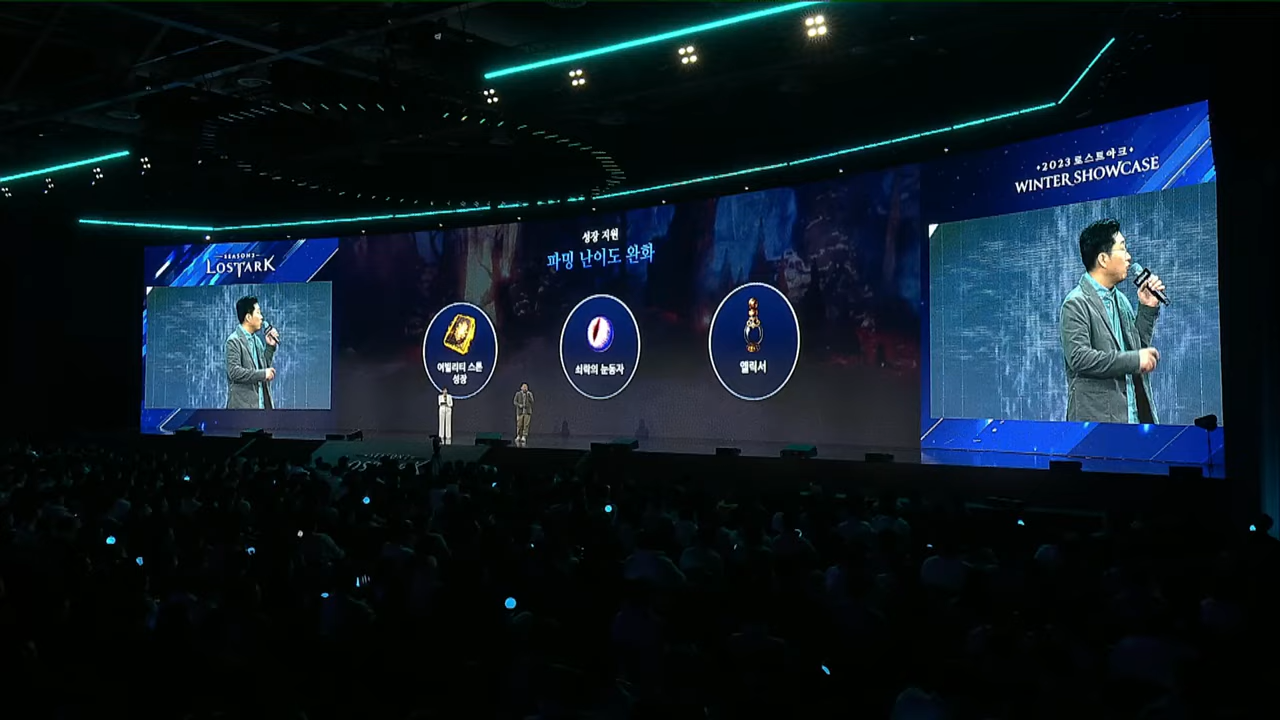 SEASON3
LOST ARK
성장 지원
파밍 난이도 완화
어빌리티 스톤
성장
쇠락의 눈동자
엘릭서
2023 로스트아크
WINTER SHOWCASE